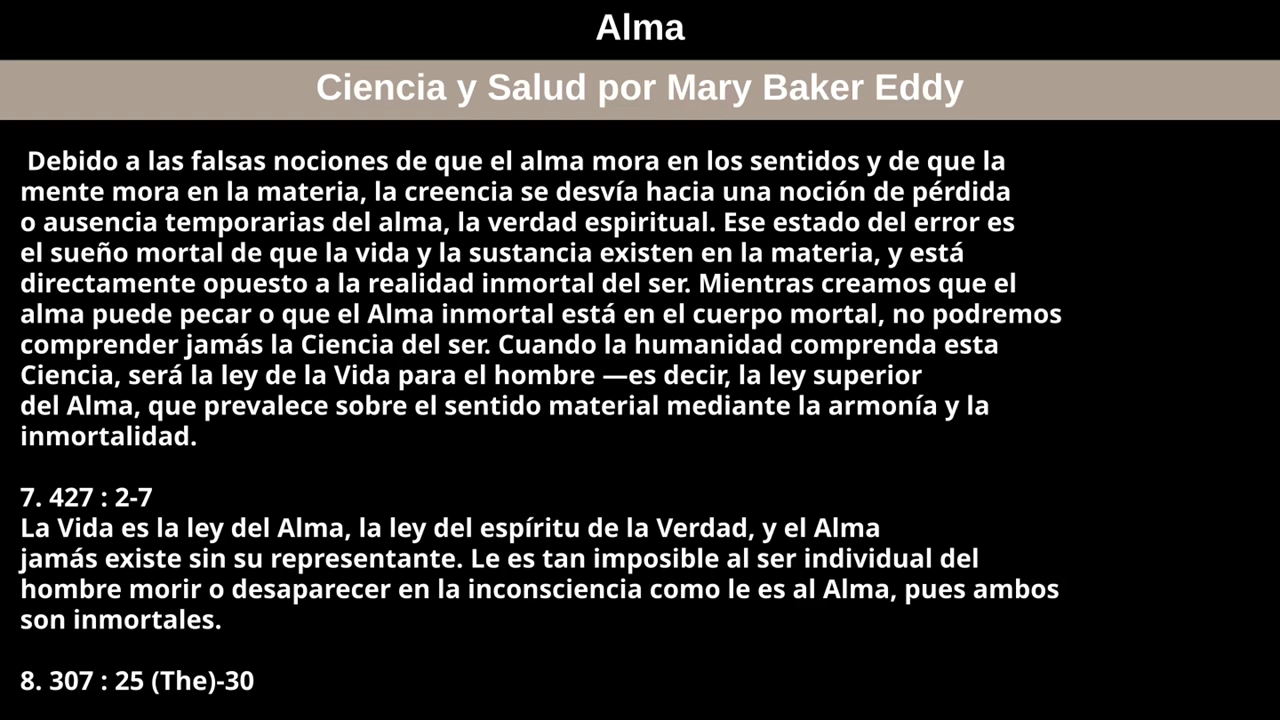 Alma
Ciencia y Salud por Mary Baker Eddy
Debido a las falsas nociones de que el alma mora en los sentidos y de que la
mente mora en la materia, la creencia se desvía hacia una noción de pérdida
o ausencia temporarias del alma, la verdad espiritual. Ese estado del error es
el sueño mortal de que la vida y la sustancia existen en la materia, y está
directamente opuesto a la realidad inmortal del ser. Mientras creamos que el
alma puede pecar o que el Alma inmortal está en el cuerpo mortal, no podremos
comprender jamás la Ciencia del ser. Cuando la humanidad comprenda esta
Ciencia, será la ley de la Vida para el hombre —es decir, la ley superior
del Alma, que prevalece sobre el sentido material mediante la armonía y la
inmortalidad.
7. 427 : 2-7
La Vida es la ley del Alma, la ley del espíritu de la Verdad, y el Alma
jamás existe sin su representante. Le es tan imposible al ser individual del
hombre morir o desaparecer en la inconsciencia como le es al Alma, pues ambos
son inmortales.
8. 307 : 25 (The)-30